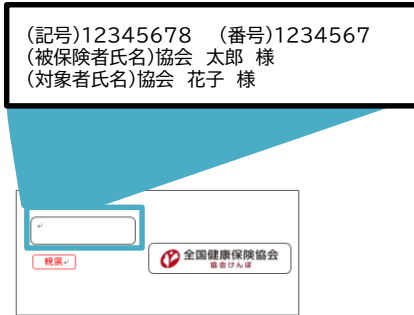 (記号)12345678　(番号)1234567
(被保険者氏名)協会　太郎　様
(対象者氏名)協会　花子　様
親展
全国健康保険協会
協会けんぽ